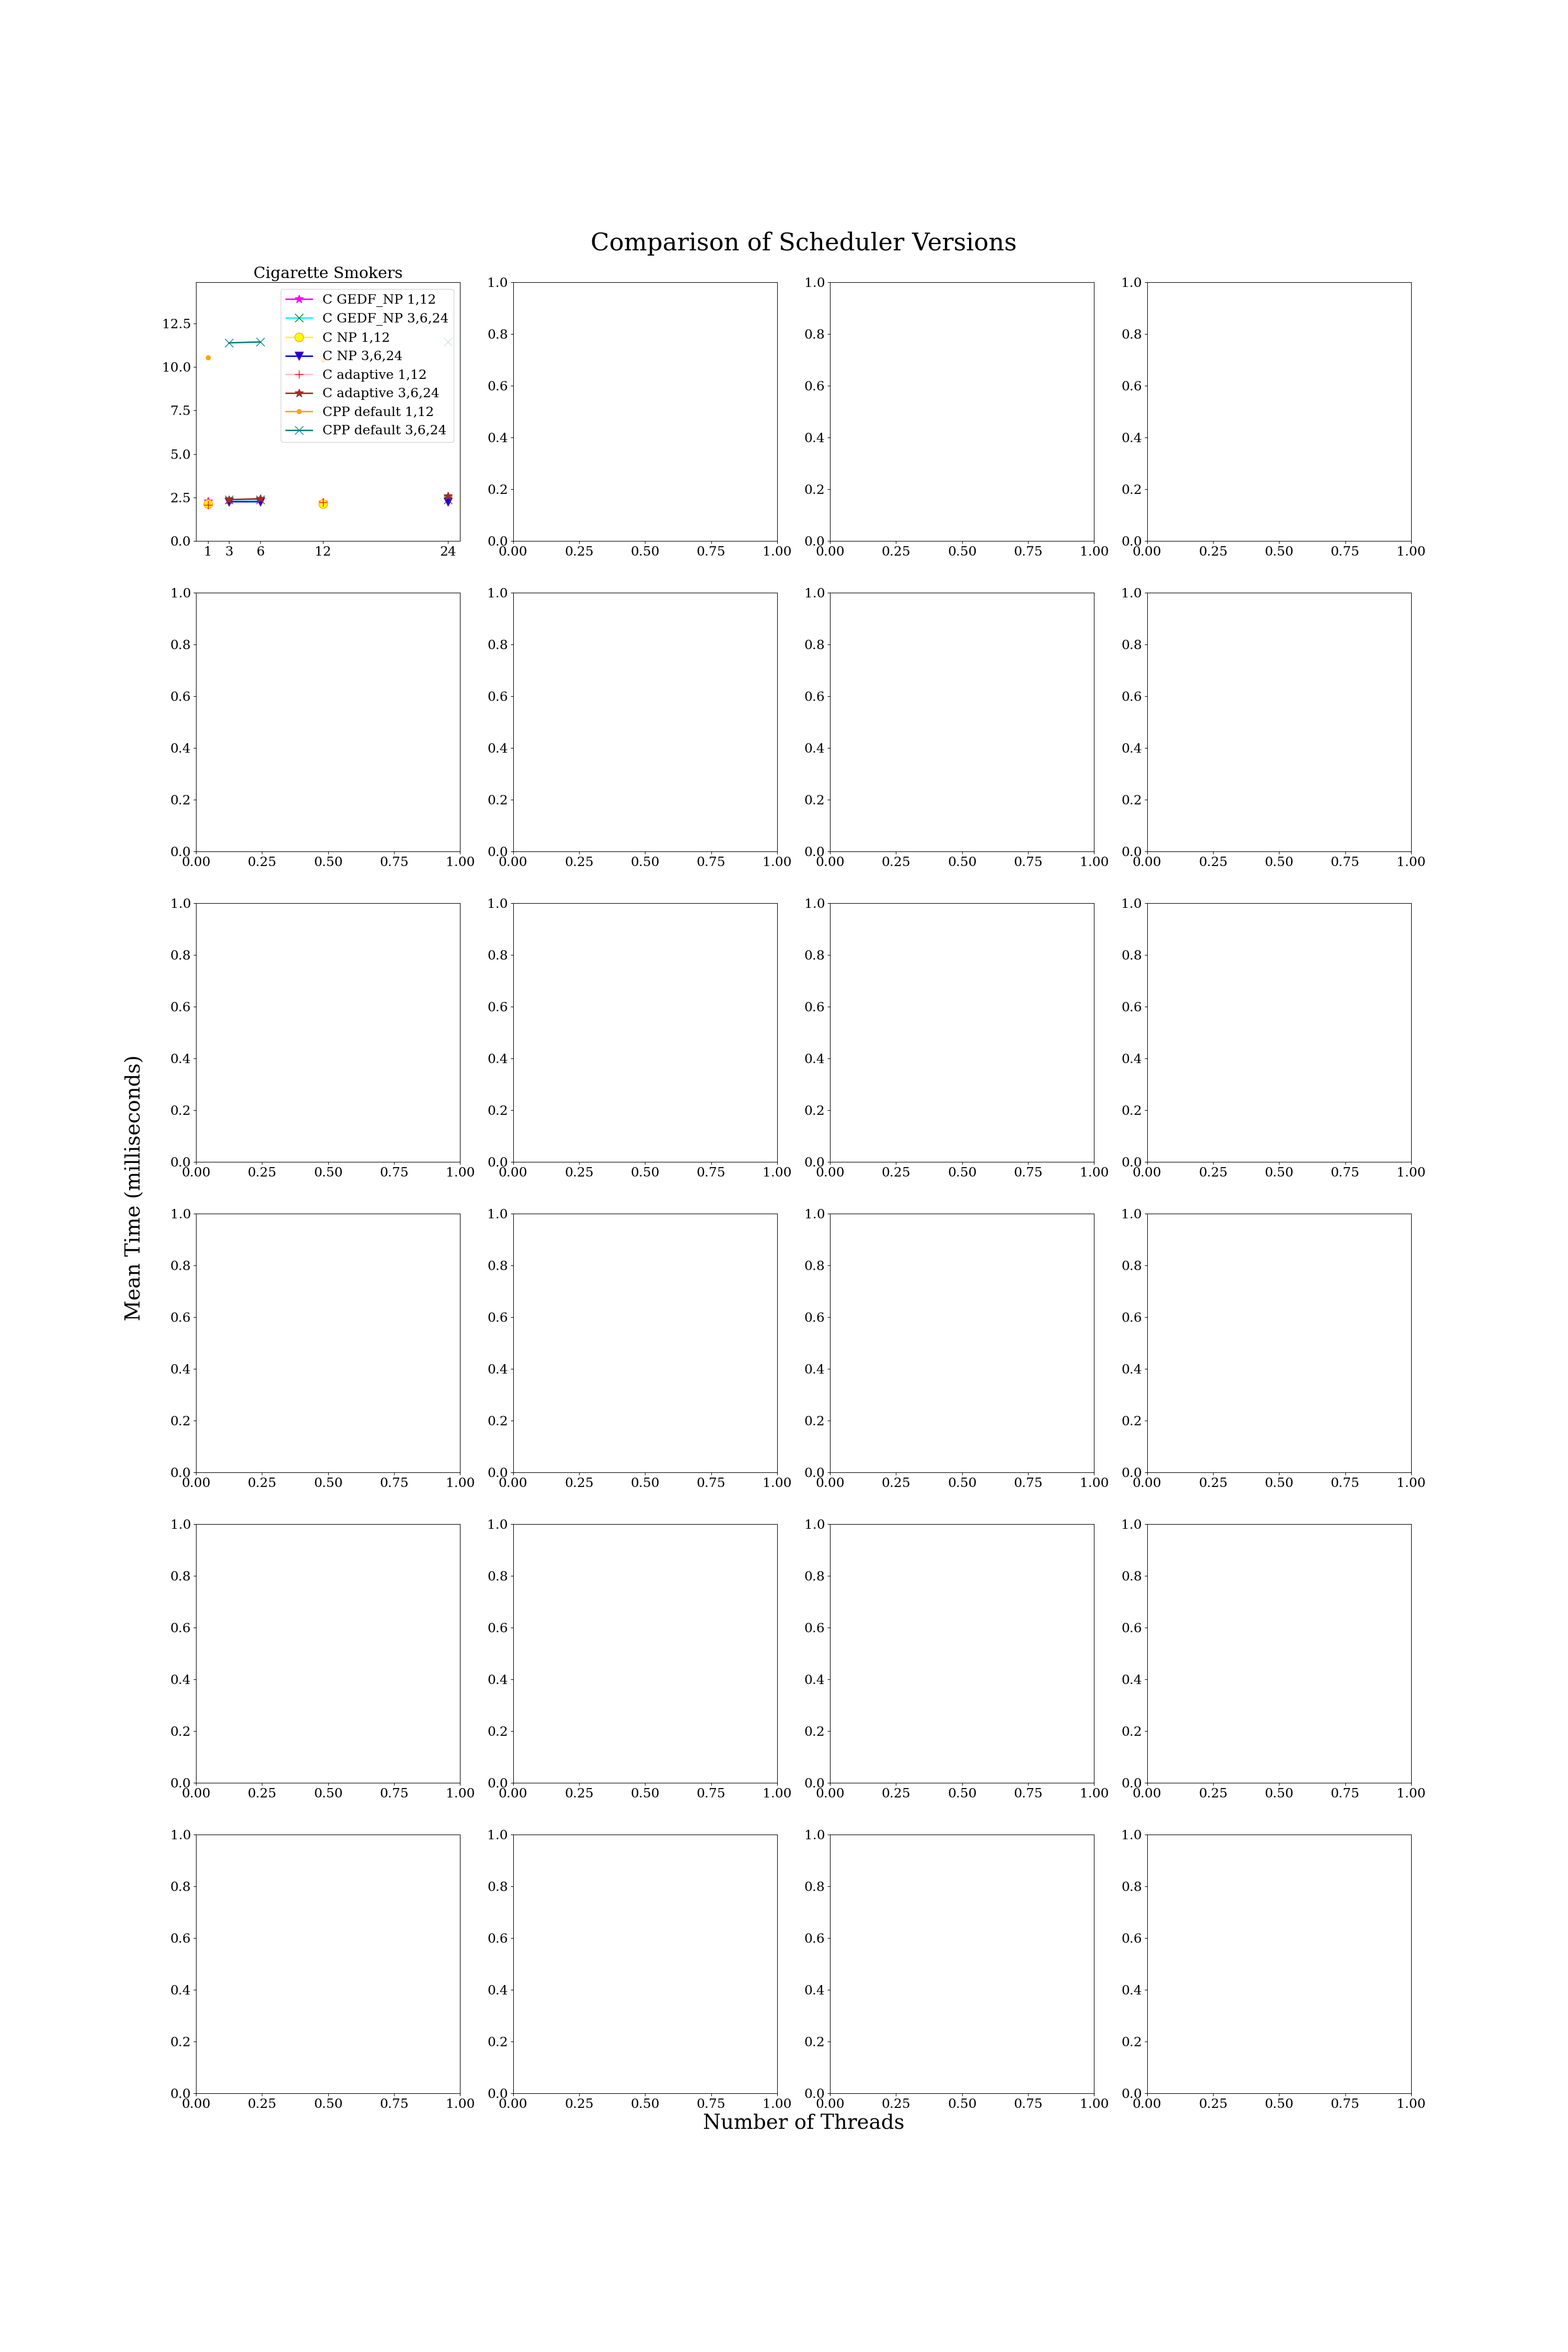 Comparison of Scheduler Versions
Cigarette Smokers
C GEDF_NP 1,12
C GEDF_NP 3,6,24
C NP 1,12
C NP 3,6,24
C adaptive 1,12
C adaptive 3,6,24
CPP default 1,12
CPP default 3,6,24
12.5
10.0
7.5
5.0
2.5
0.0
1 3 6 12 24
1.0 1.0 1.0
0.8 0.8 0.8
0.6 0.6 0.6
0.4 0.4 0.4
0.2 0.2 0.2
0.0 0.0 0.0
0.00 0.25 0.50 0.75 1.00 0.00 0.25 0.50 0.75 1.00 0.00 0.25 0.50 0.75 1.00
1.0 1.0 1.0 1.0
0.8 0.8 0.8 0.8
0.6 0.6 0.6 0.6
0.4 0.4 0.4 0.4
0.2 0.2 0.2 0.2
0.0 0.0 0.0 0.0
0.00 0.25 0.50 0.75 1.00 0.00 0.25 0.50 0.75 1.00 0.00 0.25 0.50 0.75 1.00 0.00 0.25 0.50 0.75 1.00
1.0 1.0 1.0 1.0
0.8 0.8 0.8 0.8
0.6 0.6 0.6 0.6
0.4 0.4 0.4 0.4
0.2 0.2 0.2 0.2
0.0 0.0 0.0 0.0
0.00 0.25 0.50 0.75 1.00 0.00 0.25 0.50 0.75 1.00 0.00 0.25 0.50 0.75 1.00 0.00 0.25 0.50 0.75 1.00
Mean Time (milliseconds)
1.0 1.0 1.0 1.0
0.8 0.8 0.8 0.8
0.6 0.6 0.6 0.6
0.4 0.4 0.4 0.4
0.2 0.2 0.2 0.2
0.0 0.0 0.0 0.0
0.00 0.25 0.50 0.75 1.00 0.00 0.25 0.50 0.75 1.00 0.00 0.25 0.50 0.75 1.00 0.00 0.25 0.50 0.75 1.00
1.0 1.0 1.0 1.0
0.8 0.8 0.8 0.8
0.6 0.6 0.6 0.6
0.4 0.4 0.4 0.4
0.2 0.2 0.2 0.2
0.0 0.0 0.0 0.0
0.00 0.25 0.50 0.75 1.00 0.00 0.25 0.50 0.75 1.00 0.00 0.25 0.50 0.75 1.00 0.00 0.25 0.50 0.75 1.00
1.0 1.0 1.0 1.0
0.8 0.8 0.8 0.8
0.6 0.6 0.6 0.6
0.4 0.4 0.4 0.4
0.2 0.2 0.2 0.2
0.0 0.0 0.0 0.0
0.00 0.25 0.50 0.75 1.00 0.00 0.25 0.50 0.75 1.00 0.00 0.25 0.50 0.75 1.00 0.00 0.25 0.50 0.75 1.00
Number of Threads